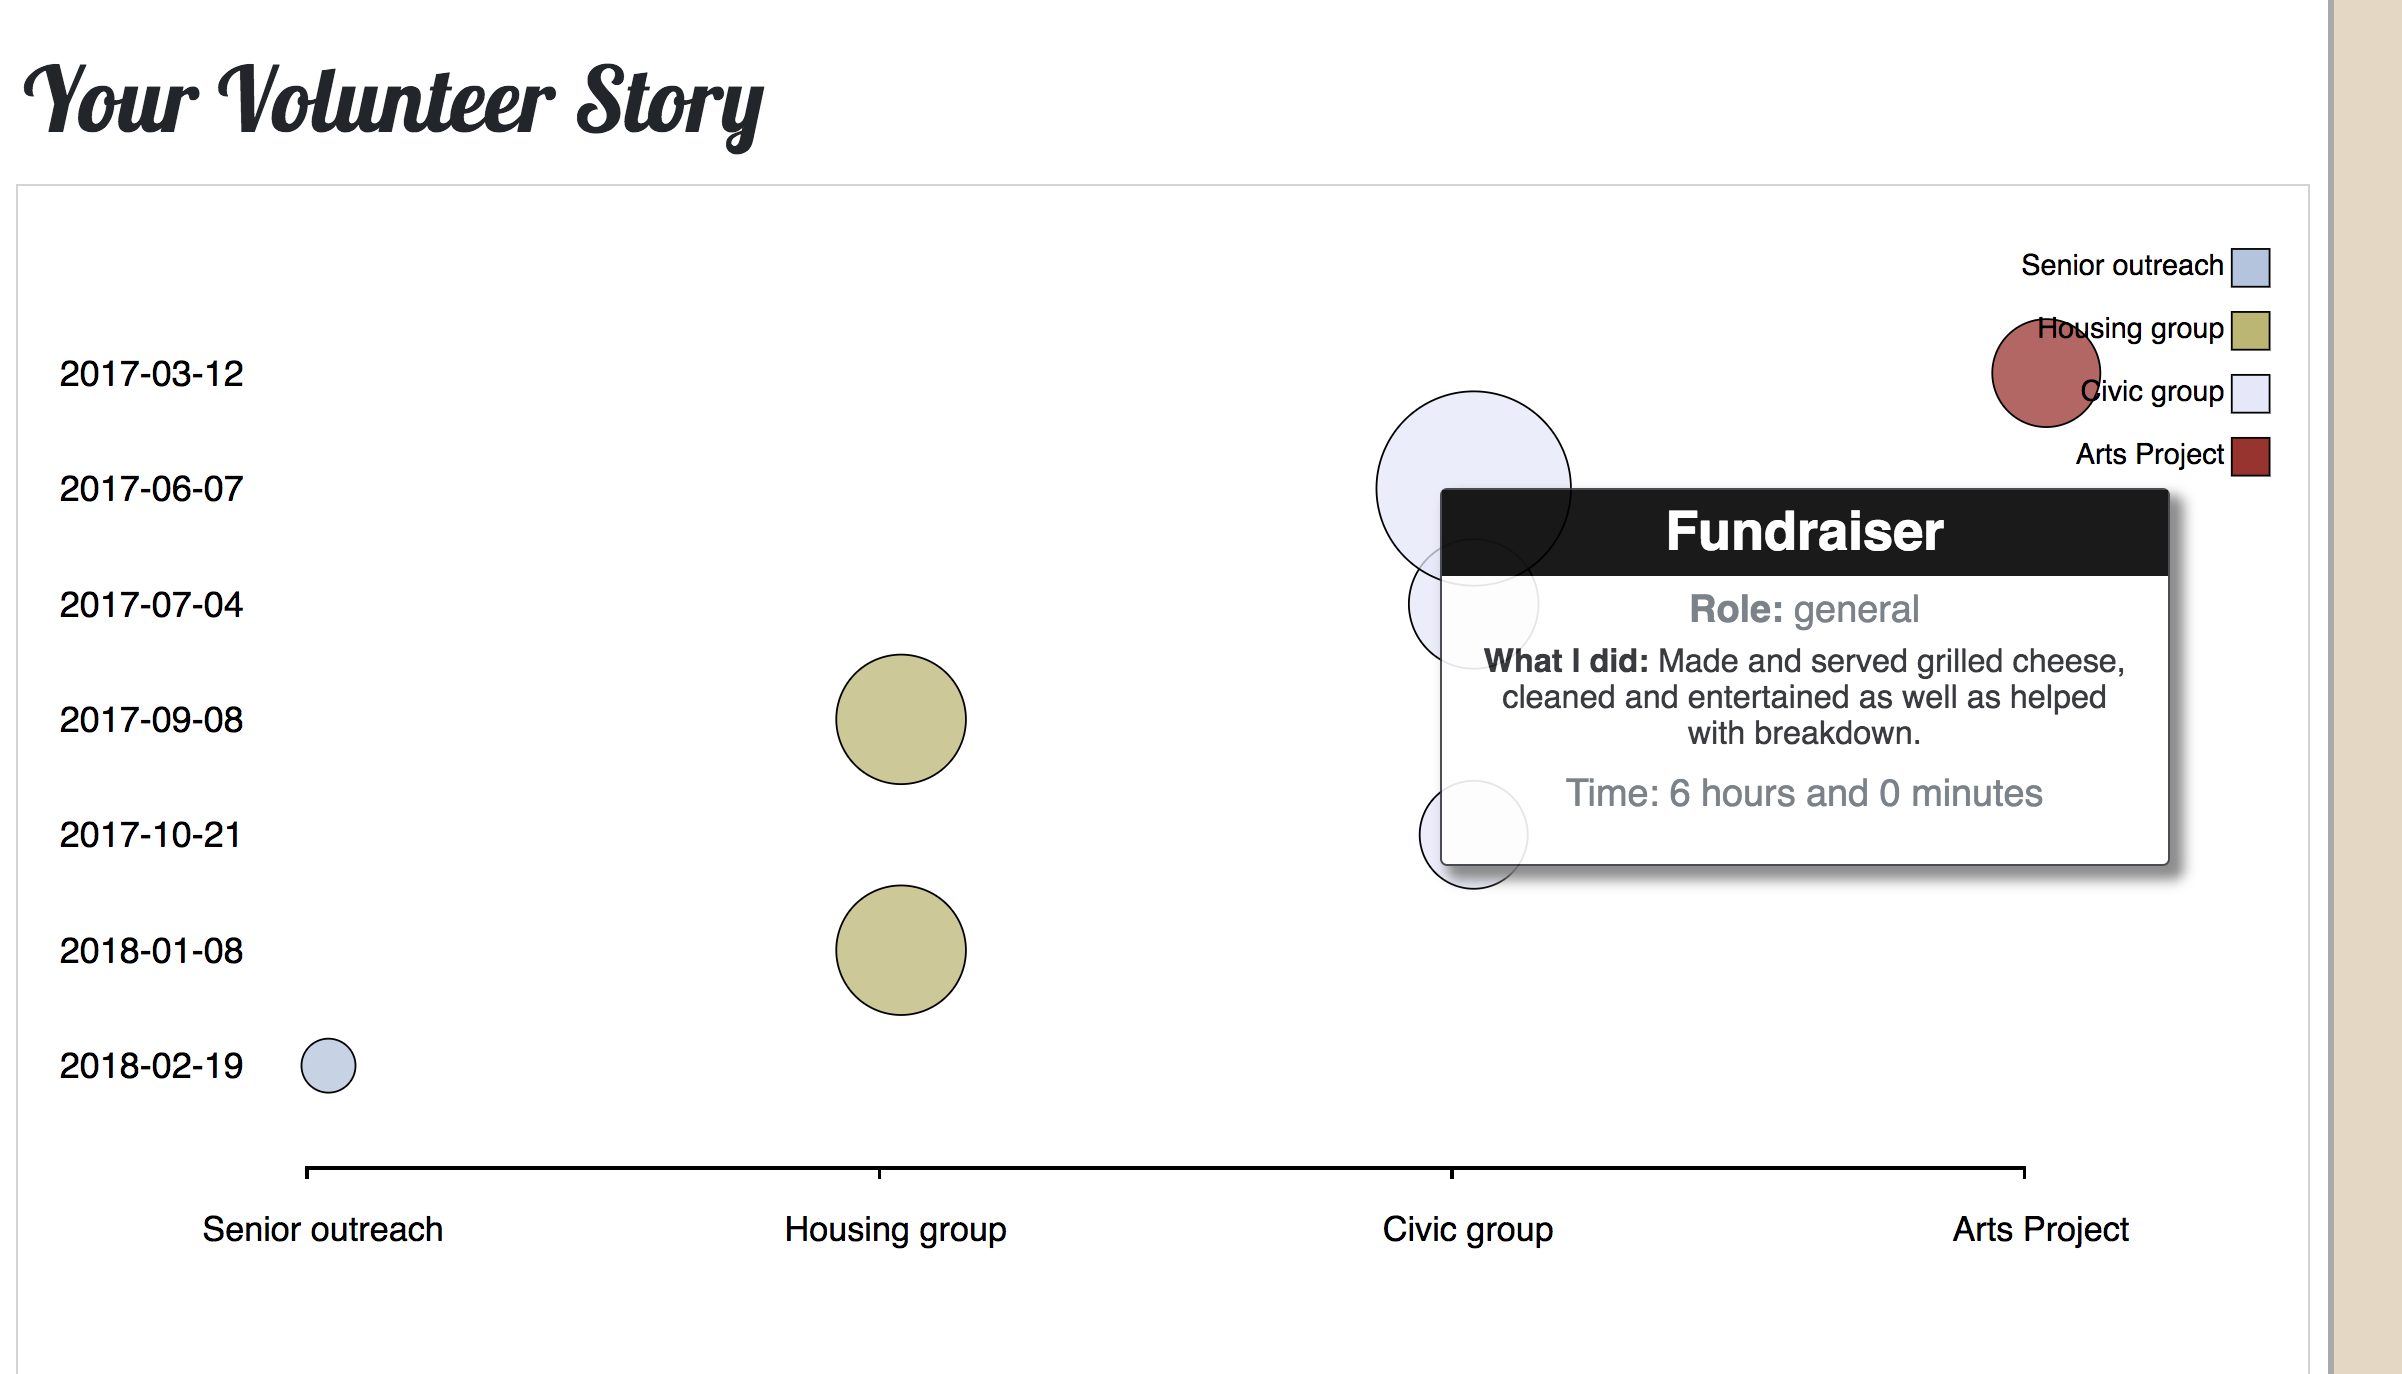 Your Volunteer Story
Senior outreach
Housing group
Civic group
Arts Project
2017-03-12
2017-06-07
2017-07-04
2017-09-08
2017-10-21
2018-01-08
2018-02-19
Fundraiser
Role: general
What I did: Made and served grilled cheese,
cleaned and entertained as well as helped
with breakdown.
Time: 6 hours and 0 minutes
Senior outreach
Housing group
Civic group
Arts Project